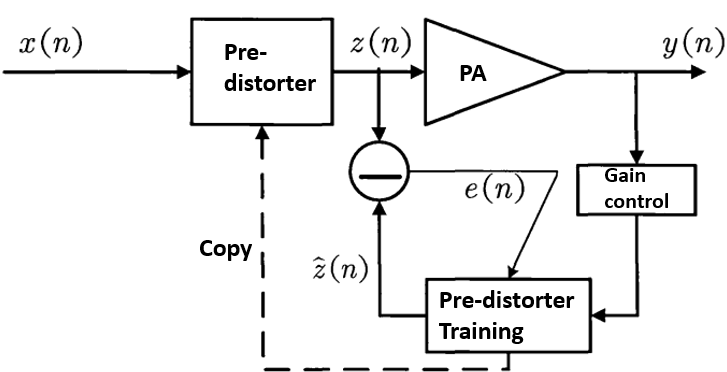 x(n)
Pre-
distorter
z(n)
PA
y(n)
e(n)
Gain
control
Copy
ẑ(n)
Pre-distorter
Training